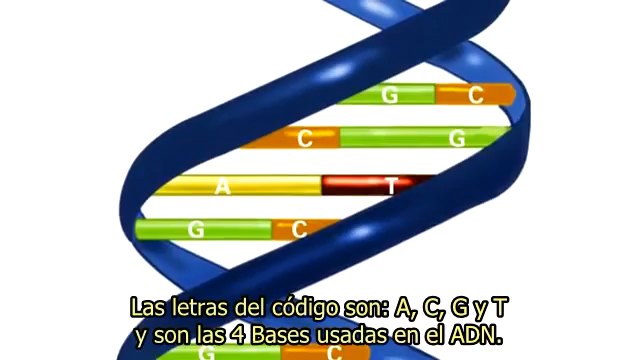 G C
C G
A T
G C
Las letras del código son: A, C, G y T
y son las 4 Bases usadas en el ADN.
G C